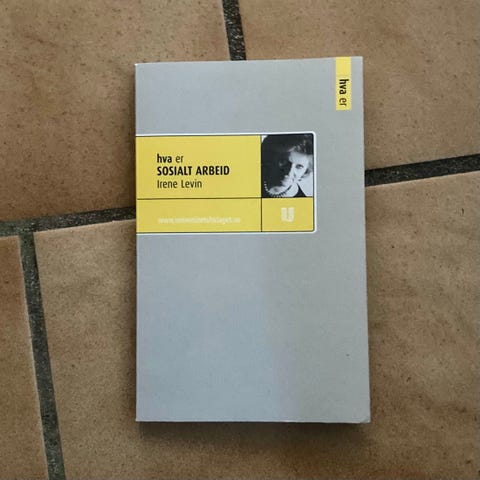 hva er
hva er
SOSIALT ARBEID
Irene Levin
www.universitetsforlaget.no
U